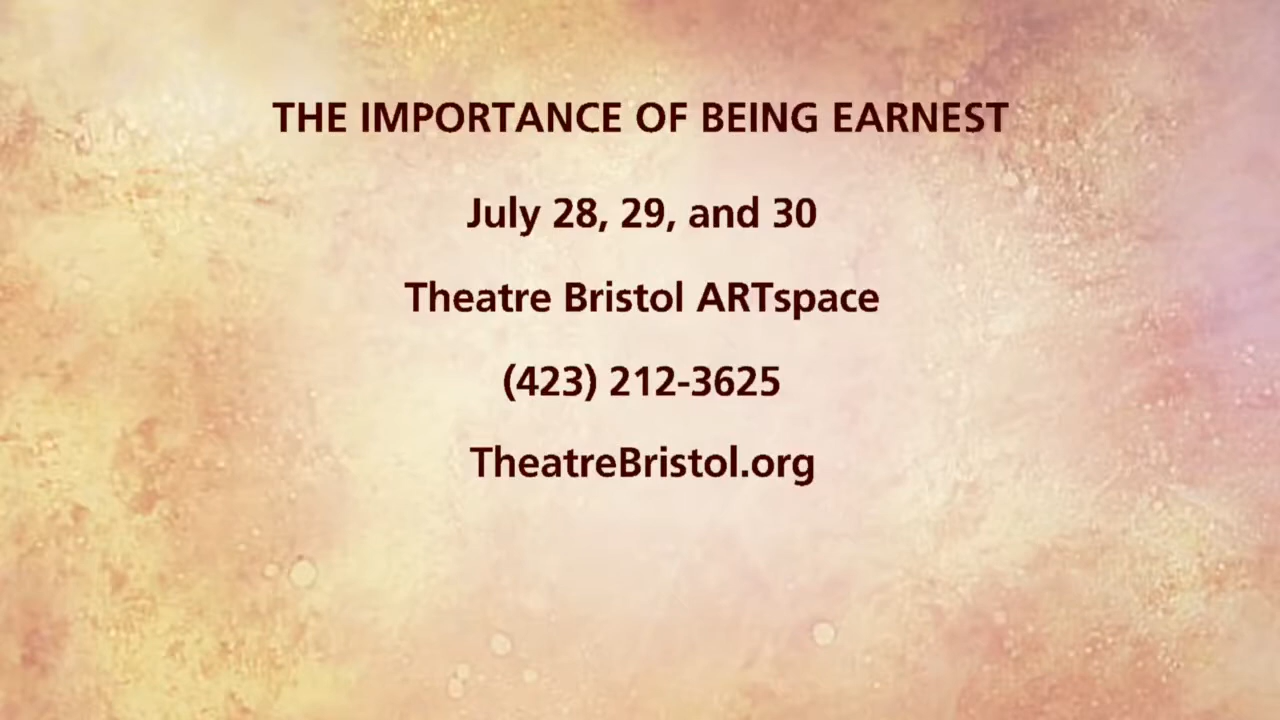 THE IMPORTANCE OF BEING EARNEST
July 28, 29, and 30
Theatre Bristol ARTspace
(423) 212-3625
TheatreBristol.org